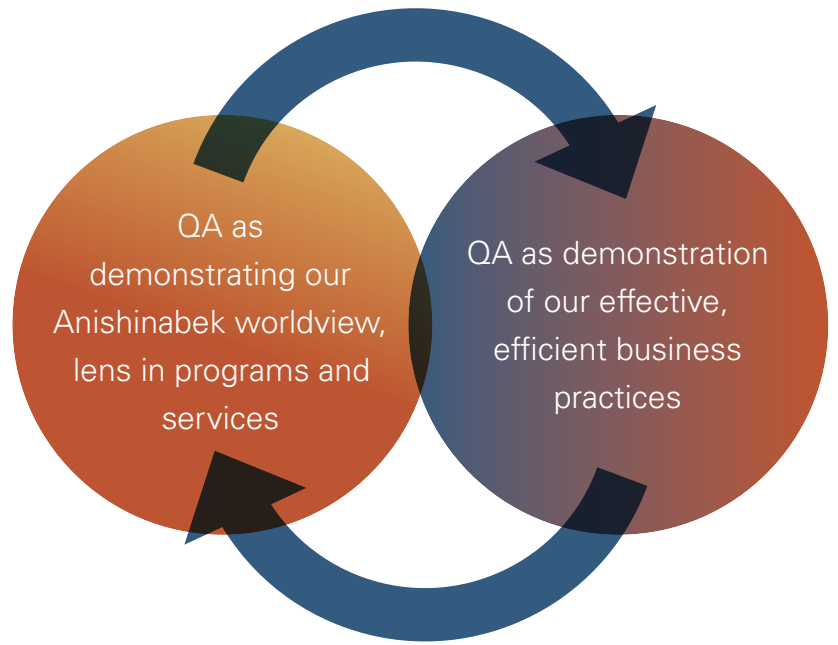 QA as
demonstrating our
Anishinabek worldview,
lens in programs and
services
QA as demonstration
of our effective,
efficient business
practices